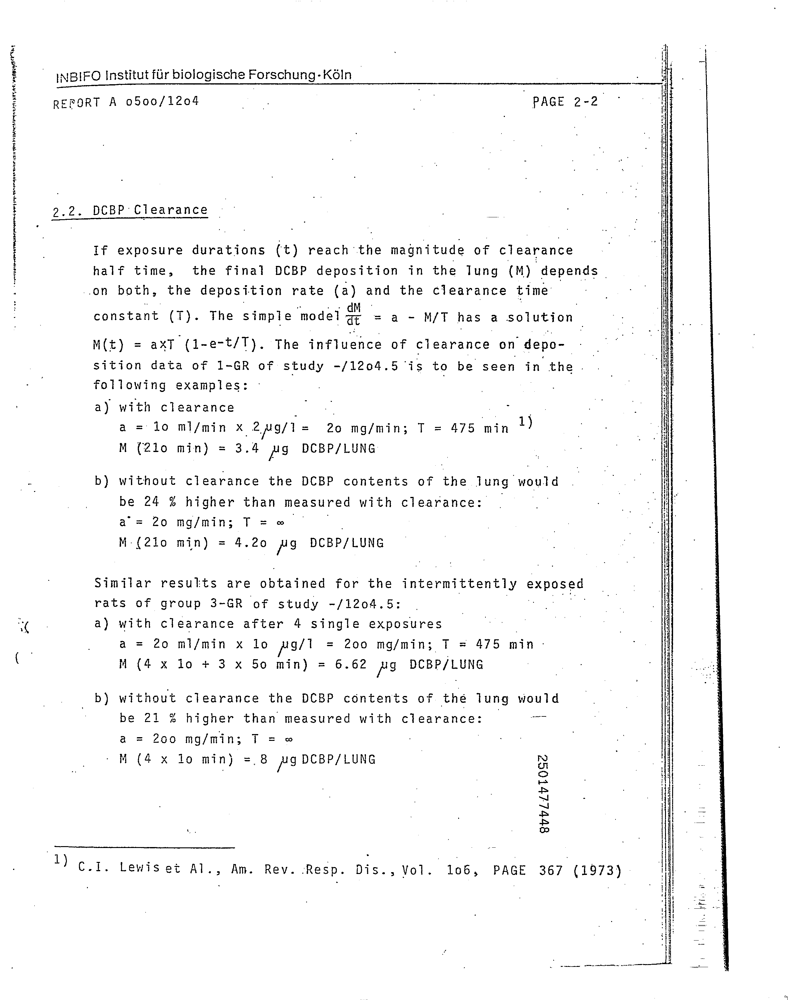 INBIFO Institut für biologische Forschung · Köln
REPORT A o5oo/12o4 PAGE 2-2
2.2. DCBP Clearance
If exposure durations (t) reach the magnitude of clearance
half time, the final DCBP deposition in the lung (M) depends
on both, the deposition rate (a) and the clearance time
constant (T). The simple model dM/dt = a - M/T has a solution
M(t) = axT (1-e-t/T). The influence of clearance on depo-
sition data of 1-GR of study -/12o4.5 is to be seen in the
following examples:
a) with clearance
a = 1o ml/min x 2 µg/l = 2o mg/min; T = 475 min 1)
M (21o min) = 3.4 µg DCBP/LUNG
b) without clearance the DCBP contents of the lung would
be 24 % higher than measured with clearance:
a = 2o mg/min; T = ∞
M (21o min) = 4.2o µg DCBP/LUNG
Similar results are obtained for the intermittently exposed
rats of group 3-GR of study -/12o4.5:
a) with clearance after 4 single exposures
a = 2o ml/min x 1o µg/l = 2oo mg/min; T = 475 min
M (4 x 1o + 3 x 5o min) = 6.62 µg DCBP/LUNG
b) without clearance the DCBP contents of the lung would
be 21 % higher than measured with clearance:
a = 2oo mg/min; T = ∞
M (4 x 1o min) = 8 µg DCBP/LUNG
2501477448
1) C.I. Lewis et Al., Am. Rev. Resp. Dis., Vol. 1o6, PAGE 367 (1973)